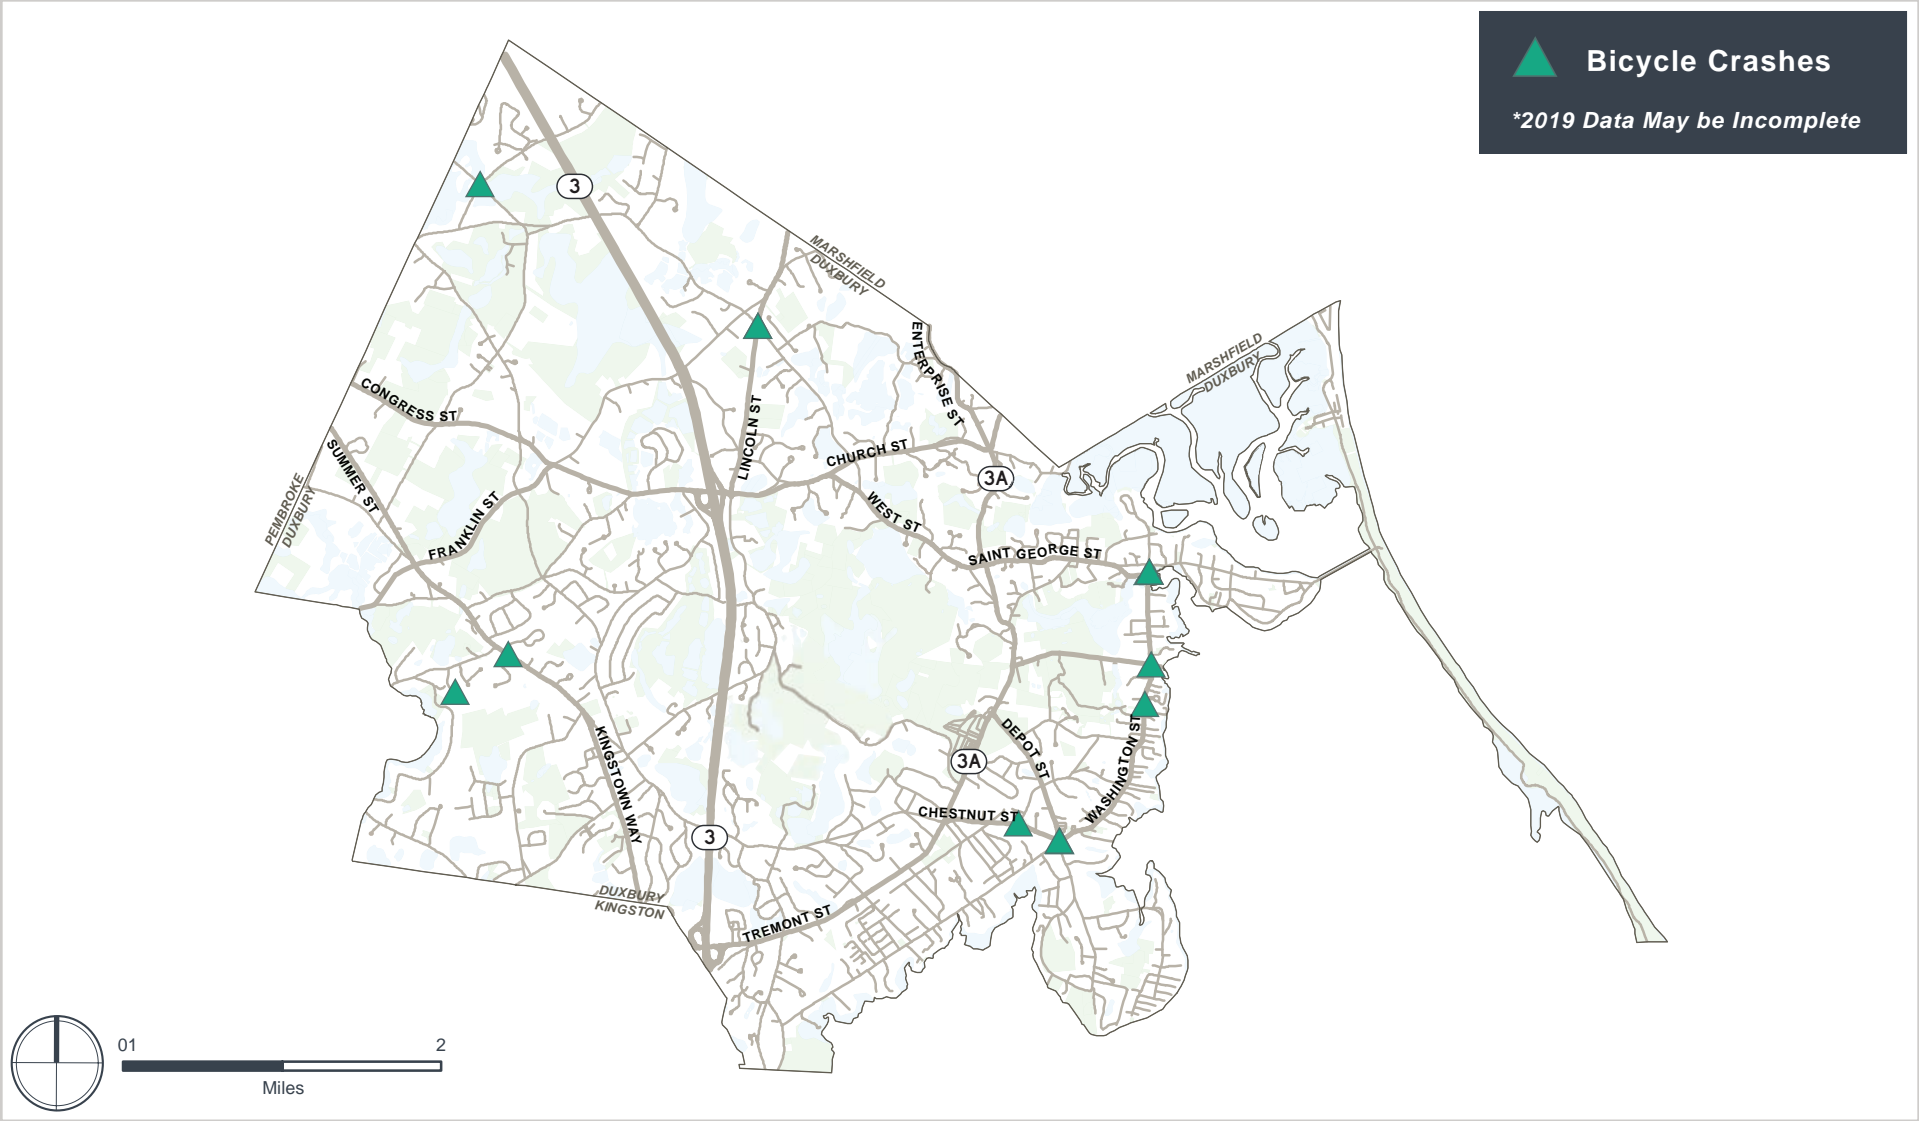 Bicycle Crashes
*2019 Data May be Incomplete
3
MARSHFIELD
DUXBURY
ENTERPRISE ST
MARSHFIELD
DUXBURY
CONGRESS ST
LINCOLN ST
SUMMER ST
CHURCH ST
3A
PEMBROKE
DUXBURY
FRANKLIN ST
WEST ST
SAINT GEORGE ST
KINGSTOWN WAY
DEPOT ST
WASHINGTON ST
3A
CHESTNUT ST
3
DUXBURY
KINGSTON
TREMONT ST
01 2
Miles